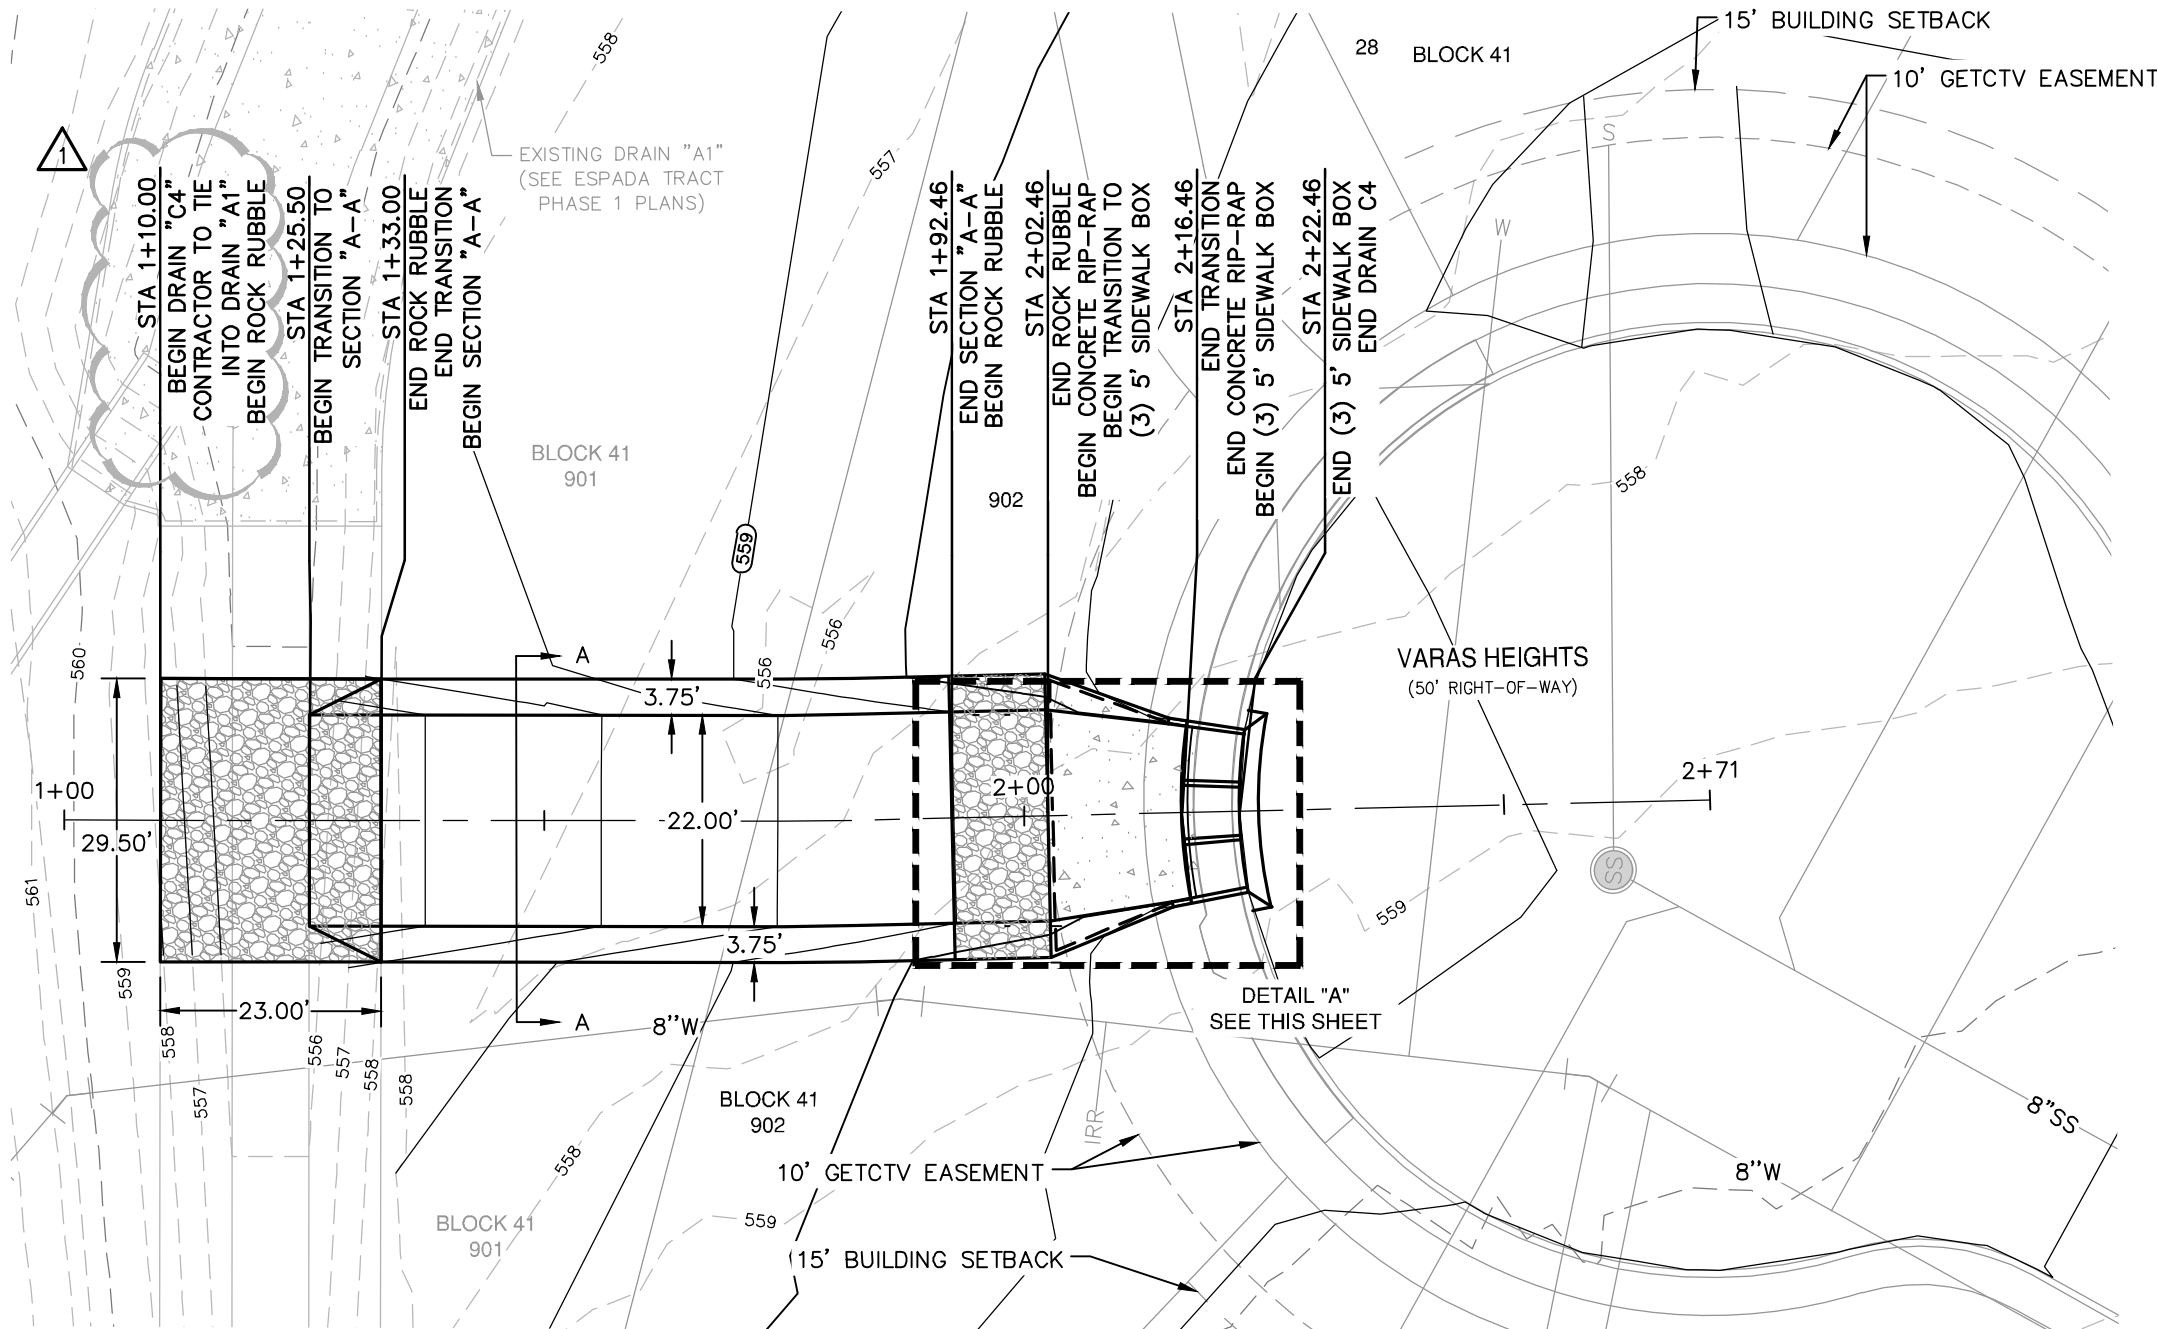 15' BUILDING SETBACK
28
BLOCK 41
10' GETCTV EASEMENT
558
1
EXISTING DRAIN "A1"
(SEE ESPADA TRACT
PHASE 1 PLANS)
557
S
W
STA 1+10.00
BEGIN DRAIN "C4"
CONTRACTOR TO TIE
INTO DRAIN "A1"
BEGIN ROCK RUBBLE
STA 1+25.50
BEGIN TRANSITION TO
SECTION "A-A"
STA 1+33.00
END ROCK RUBBLE
END TRANSITION
BEGIN SECTION "A-A"
STA 1+92.46
END SECTION "A-A"
BEGIN ROCK RUBBLE
STA 2+02.46
END ROCK RUBBLE
BEGIN CONCRETE RIP-RAP
BEGIN TRANSITION TO
(3) 5' SIDEWALK BOX
STA 2+16.46
END TRANSITION
END CONCRETE RIP-RAP
BEGIN (3) 5' SIDEWALK BOX
STA 2+22.46
END (3) 5' SIDEWALK BOX
END DRAIN C4
BLOCK 41
901
902
558
559
556
556
560
A
3.75'
VARAS HEIGHTS
(50' RIGHT-OF-WAY)
1+00
2+00
2+71
29.50'
22.00'
561
SS
559
3.75'
559
23.00'
A
8"W
DETAIL "A"
SEE THIS SHEET
558
556
557
558
558
557
BLOCK 41
902
IRR
8"SS
558
10' GETCTV EASEMENT
8"W
BLOCK 41
901
559
15' BUILDING SETBACK